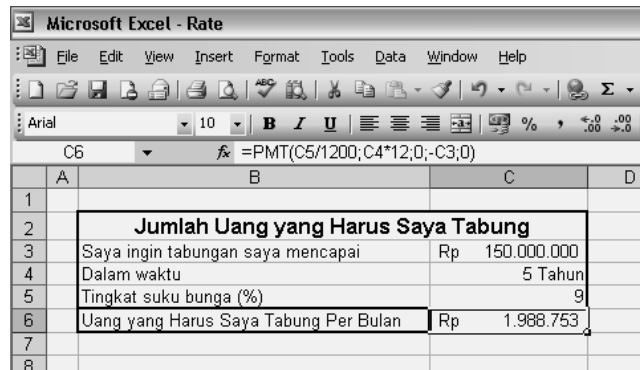 Microsoft Excel - Rate
File Edit View Insert Format Tools Data Window Help
ABC Σ
Arial 10 B I U a % , .00 .00
C6 fx =PMT(C5/1200;C4*12;0;-C3;0)
A B C D
1
2 Jumlah Uang yang Harus Saya Tabung
3 Saya ingin tabungan saya mencapai Rp 150.000.000
4 Dalam waktu 5 Tahun
5 Tingkat suku bunga (%) 9
6 Uang yang Harus Saya Tabung Per Bulan Rp 1.988.753
7
8